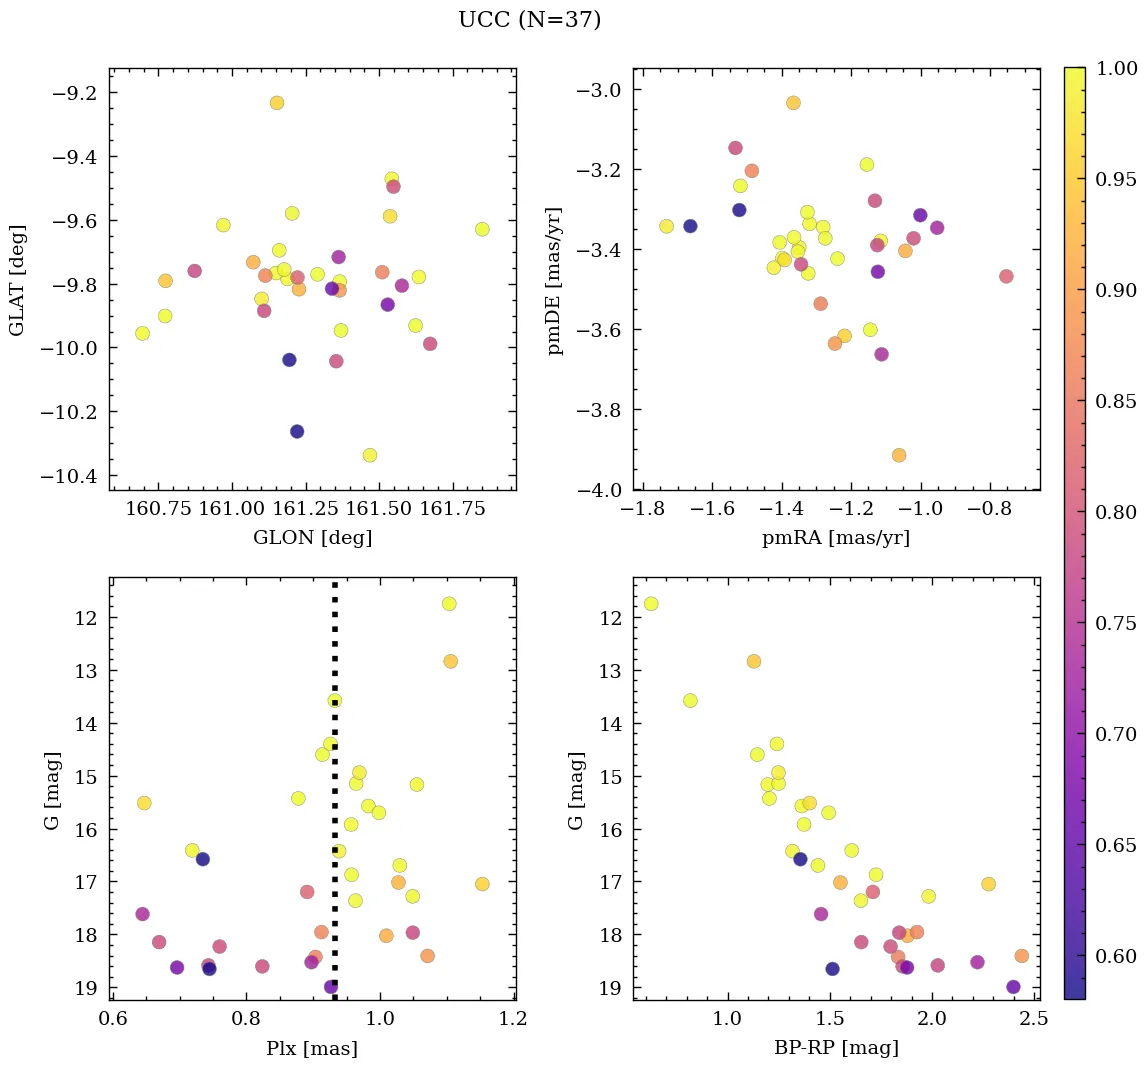 UCC (N=37)
−9.2
−9.4
−9.6
−9.8
−10.0
−10.2
−10.4
GLAT [deg]
160.75 161.00 161.25 161.50 161.75
GLON [deg]
−3.0
−3.2
−3.4
−3.6
−3.8
−4.0
pmDE [mas/yr]
−1.8 −1.6 −1.4 −1.2 −1.0 −0.8
pmRA [mas/yr]
12
13
14
15
16
17
18
19
G [mag]
0.6 0.8 1.0 1.2
Plx [mas]
12
13
14
15
16
17
18
19
G [mag]
1.0 1.5 2.0 2.5
BP-RP [mag]
1.00
0.95
0.90
0.85
0.80
0.75
0.70
0.65
0.60